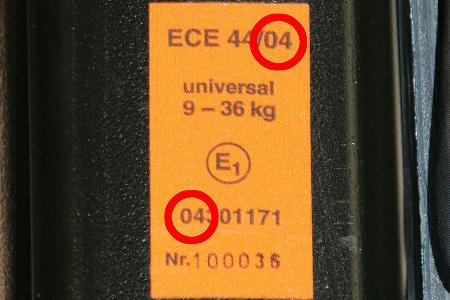 ECE 44/04
universal
9 – 36 kg
E1
04301171
Nr.100036